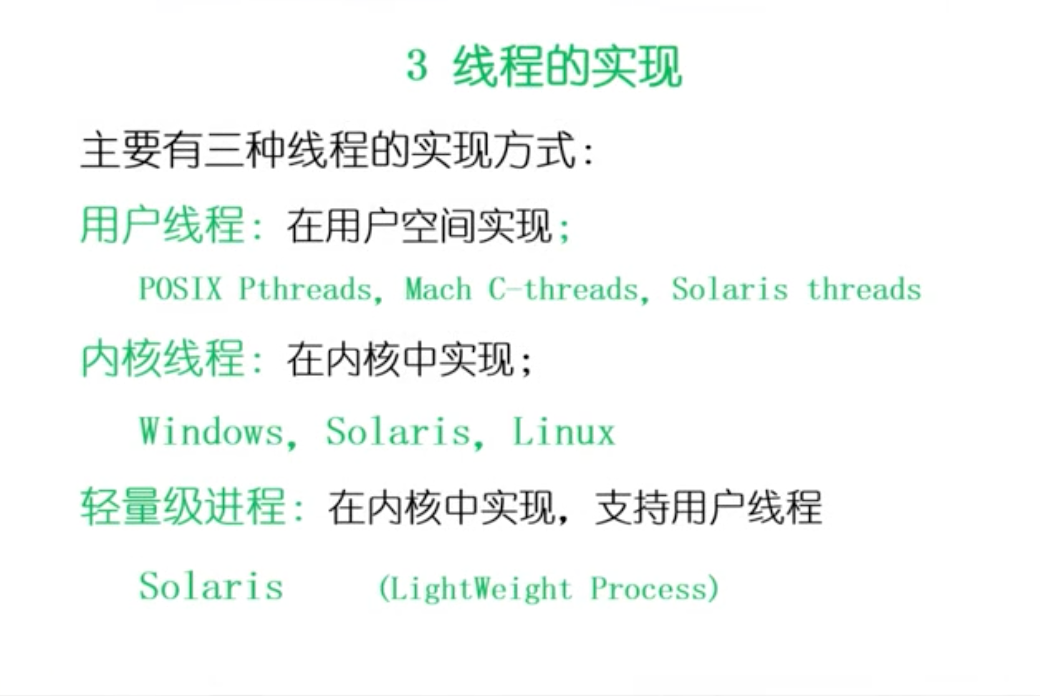 3 线程的实现
主要有三种线程的实现方式：
用户线程：在用户空间实现；
POSIX Pthreads, Mach C-threads, Solaris threads
内核线程：在内核中实现；
Windows, Solaris, Linux
轻量级进程：在内核中实现，支持用户线程
Solaris (LightWeight Process)